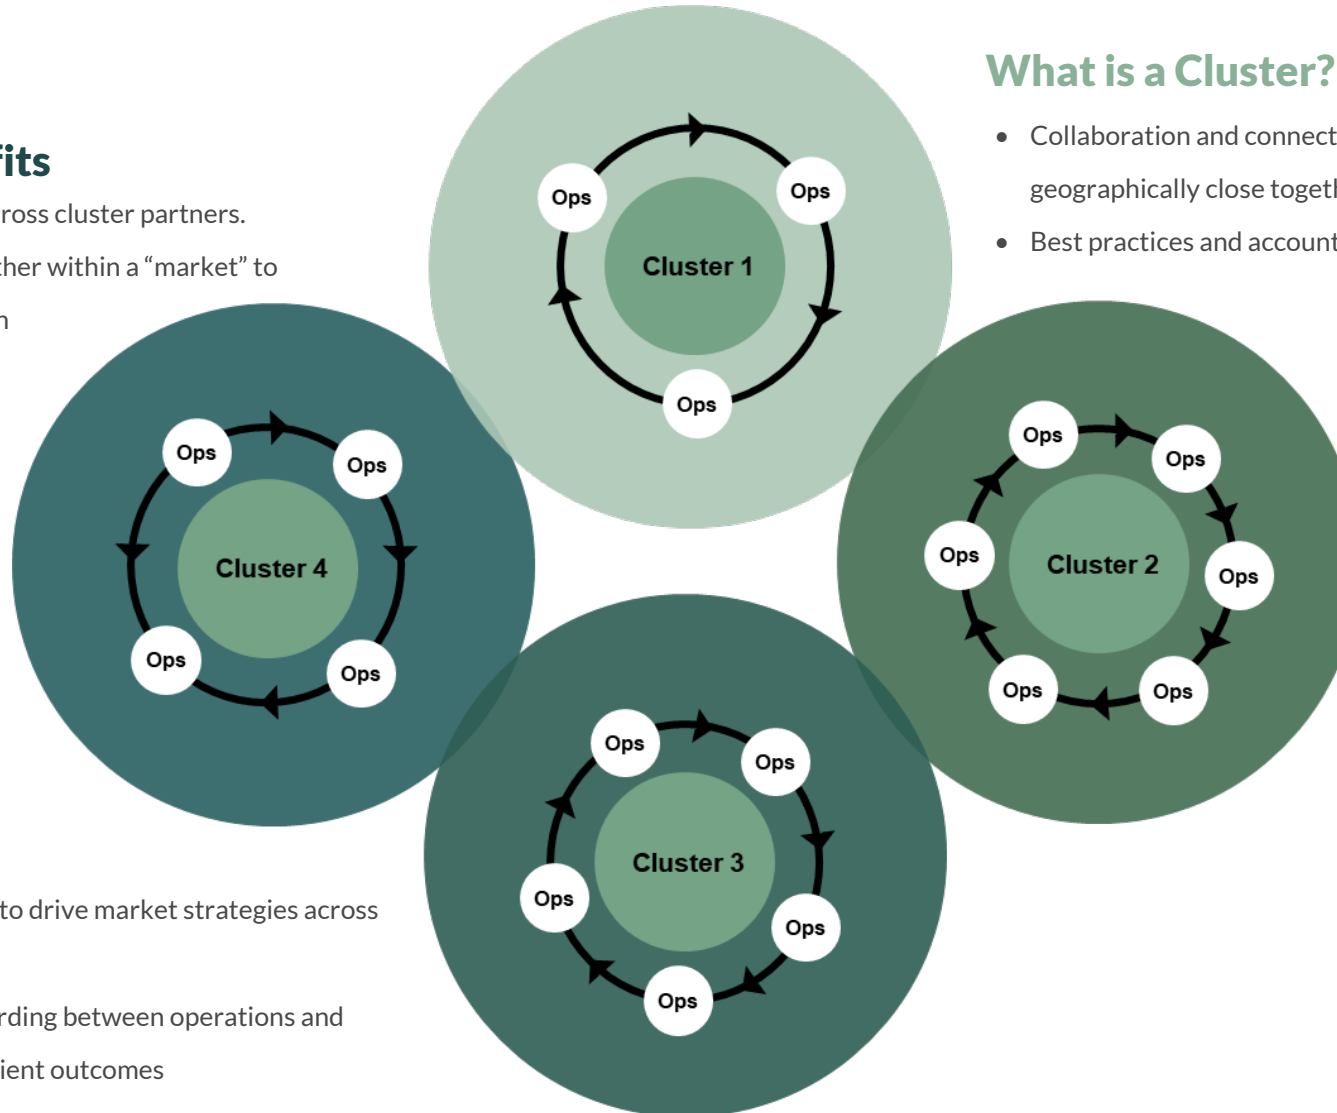 What is a Cluster?
Collaboration and connect
geographically close togeth
Best practices and account
fits
ross cluster partners.
ther within a “market” to
n
Ops
Ops
Cluster 1
Ops
Ops
Ops
Cluster 4
Ops
Ops
Ops
Ops
Ops
Cluster 2
Ops
Ops
Ops
Ops
Ops
Cluster 3
Ops
Ops
Ops
to drive market strategies across
rding between operations and
ient outcomes